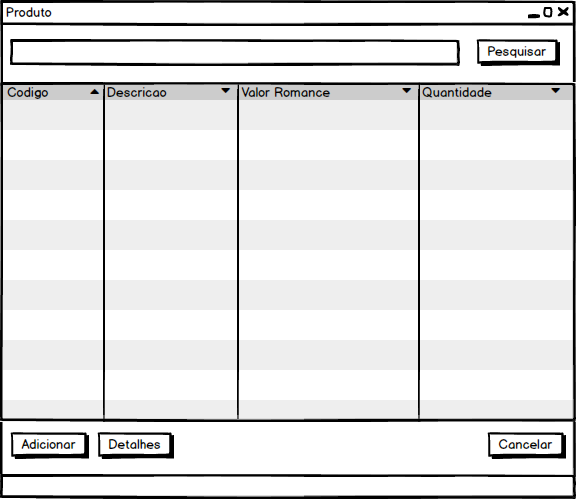 Produto
Pesquisar
Codigo Descricao Valor Romance Quantidade
Adicionar Detalhes Cancelar